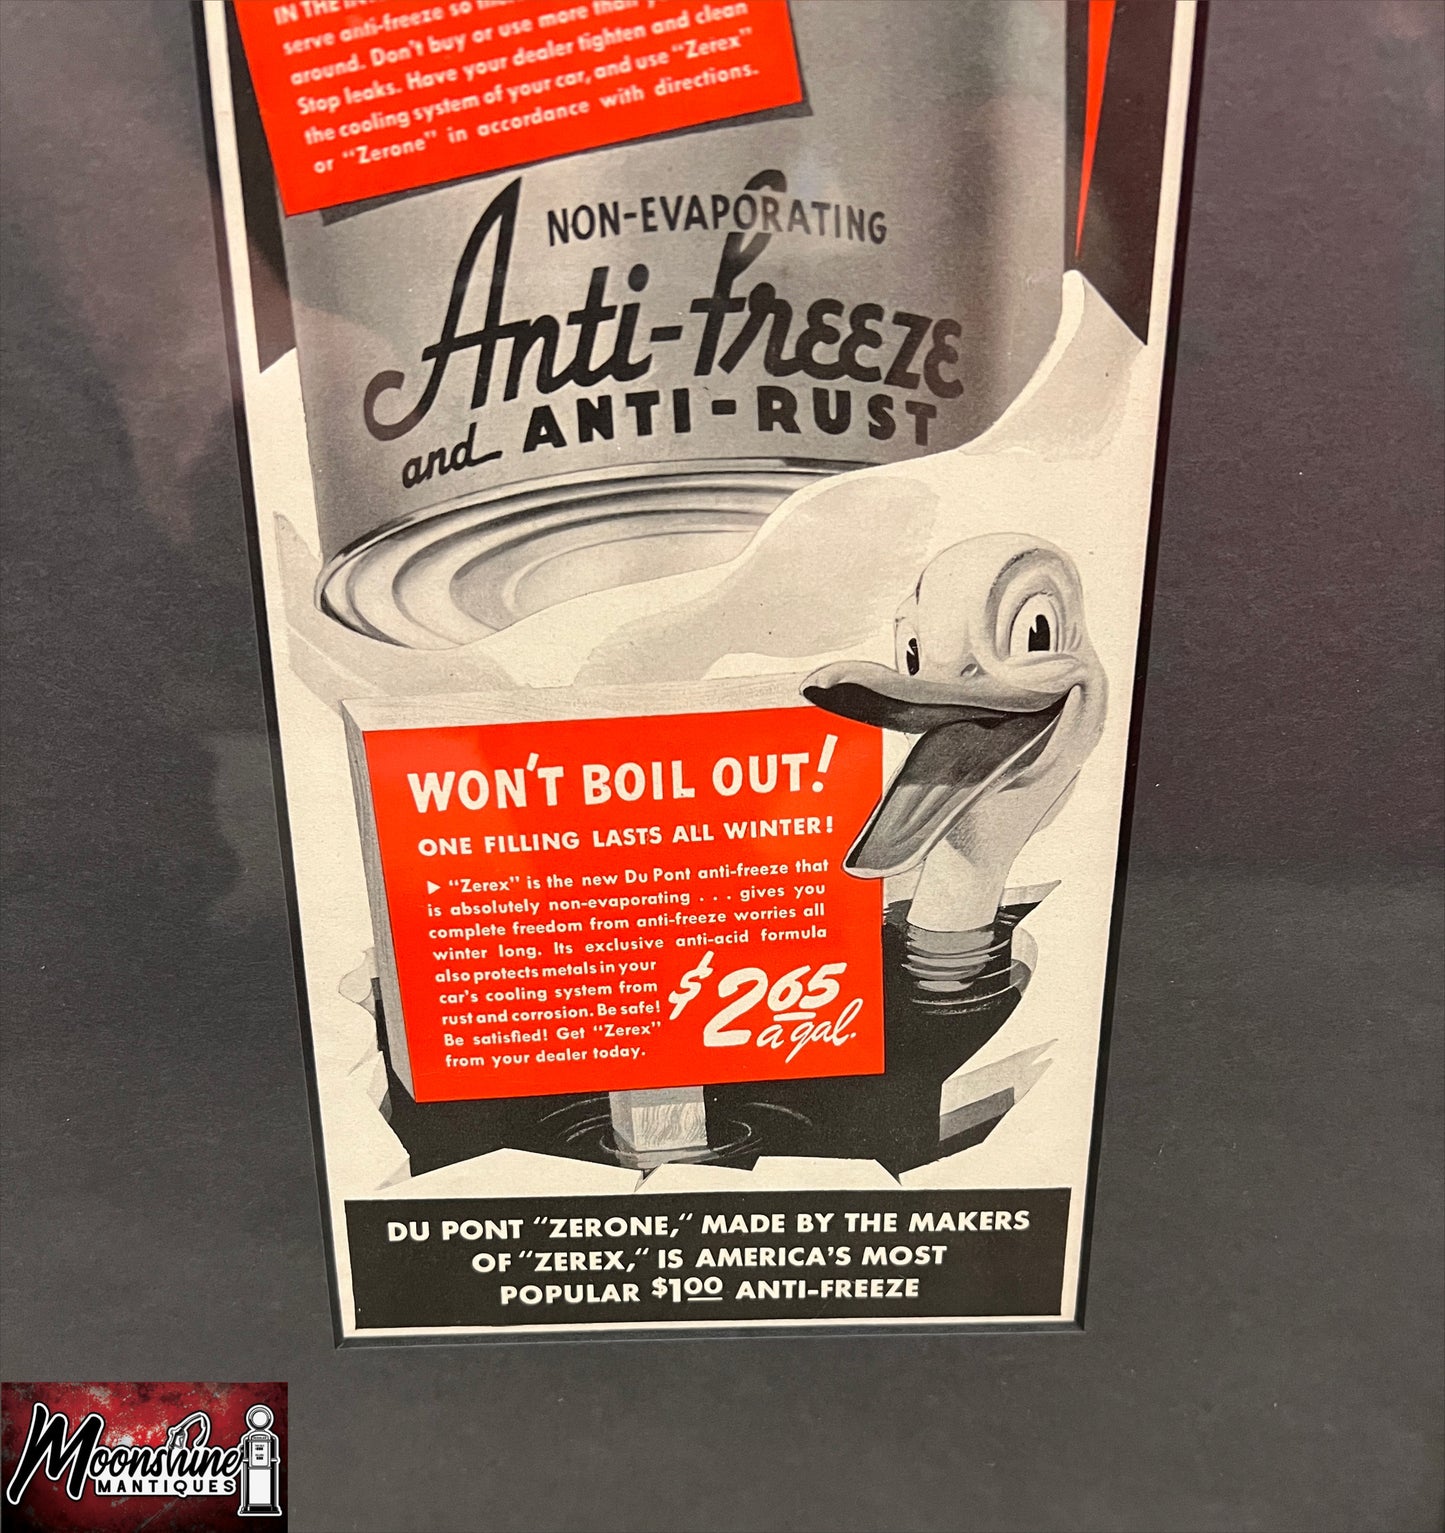 IN THE
serve anti-freeze so
around. Don't buy or use more than
Stop leaks. Have your dealer tighten and clean
the cooling system of your car, and use "Zerex"
or "Zerone" in accordance with directions.
NON-EVAPORATING
Anti-freeze
and ANTI-RUST
WON'T BOIL OUT!
ONE FILLING LASTS ALL WINTER!
▶ "Zerex" is the new Du Pont anti-freeze that
is absolutely non-evaporating . . . gives you
complete freedom from anti-freeze worries all
winter long. Its exclusive anti-acid formula
also protects metals in your
car's cooling system from
rust and corrosion. Be safe!
Be satisfied! Get "Zerex"
from your dealer today.
$2.65
a gal.
DU PONT "ZERONE," MADE BY THE MAKERS
OF "ZEREX," IS AMERICA'S MOST
POPULAR $100 ANTI-FREEZE
Moonshine
MANTIQUES